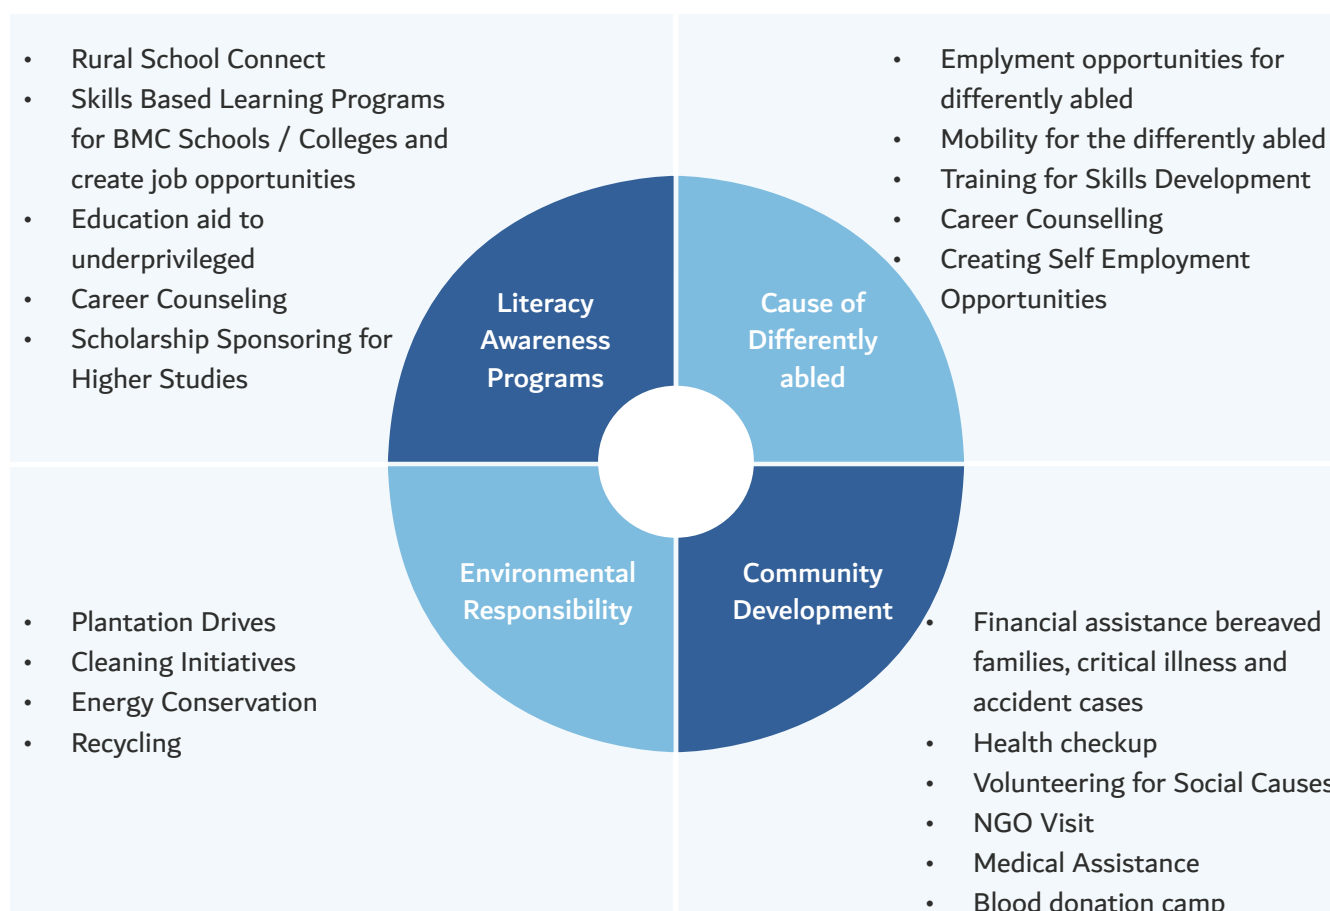 • Rural School Connect
• Skills Based Learning Programs
for BMC Schools / Colleges and
create job opportunities
• Education aid to
underprivileged
• Career Counseling
• Scholarship Sponsoring for
Higher Studies
• Emplyment opportunities for
differently abled
• Mobility for the differently abled
• Training for Skills Development
• Career Counselling
• Creating Self Employment
Opportunities
Literacy
Awareness
Programs
Cause of
Differently
abled
Environmental
Responsibility
Community
Development
• Plantation Drives
• Cleaning Initiatives
• Energy Conservation
• Recycling
• Financial assistance bereaved
families, critical illness and
accident cases
• Health checkup
• Volunteering for Social Causes
• NGO Visit
• Medical Assistance
• Blood donation camp